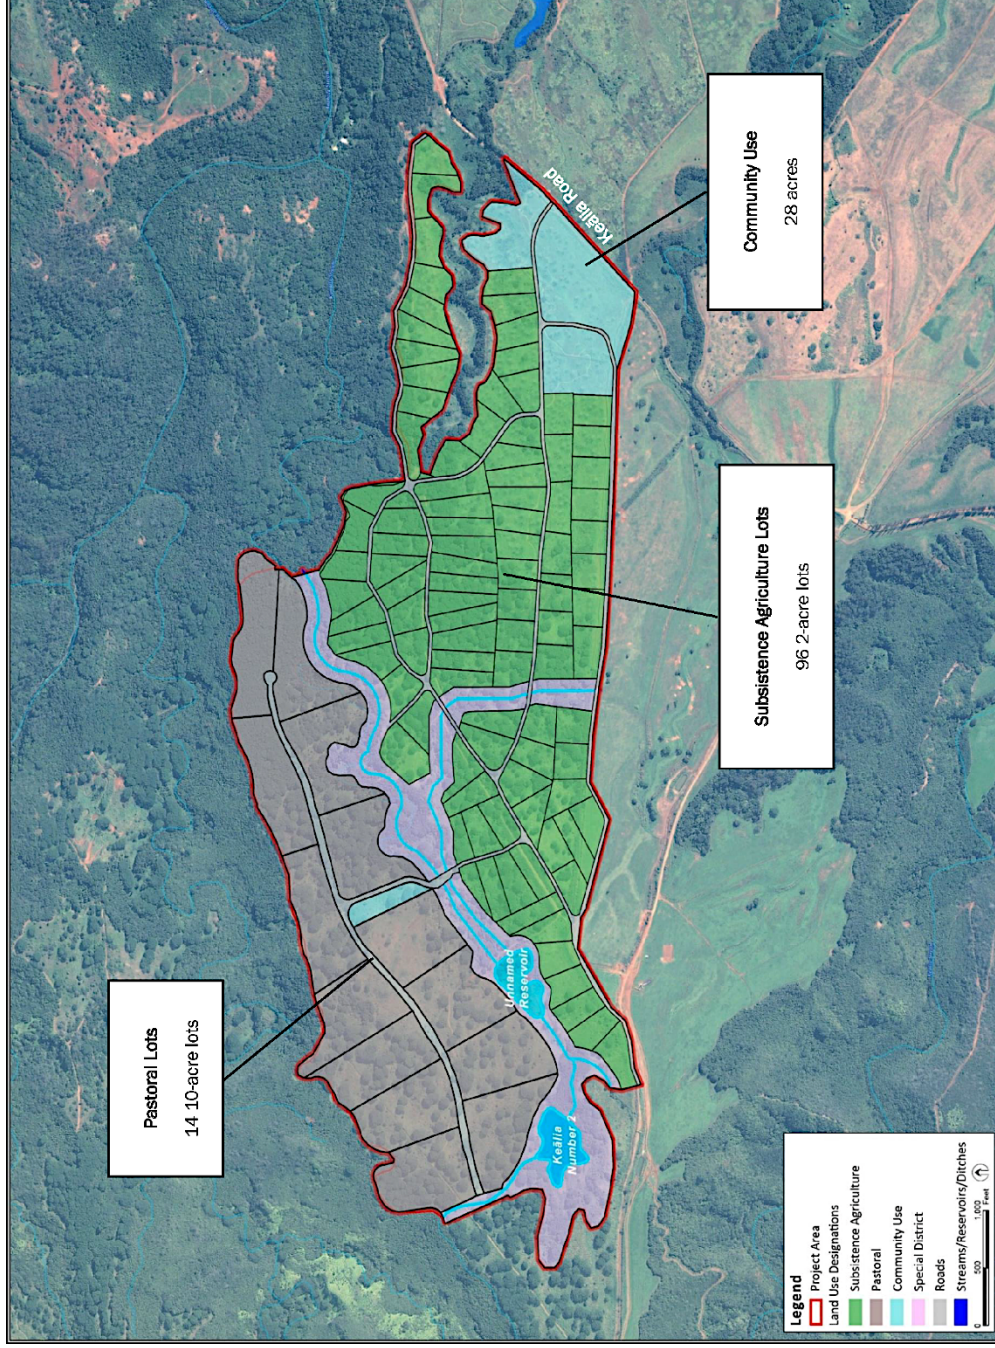 Pastoral Lots
14 10-acre lots
Subsistence Agriculture Lots
96 2-acre lots
Community Use
28 acres
Keālia Road
Unnamed
Reservoir
Keālia
Number 2
Legend
Project Area
Land Use Designations
Subsistence Agriculture
Pastoral
Community Use
Special District
Roads
Streams/Reservoirs/Ditches
0 500 1,000
Feet